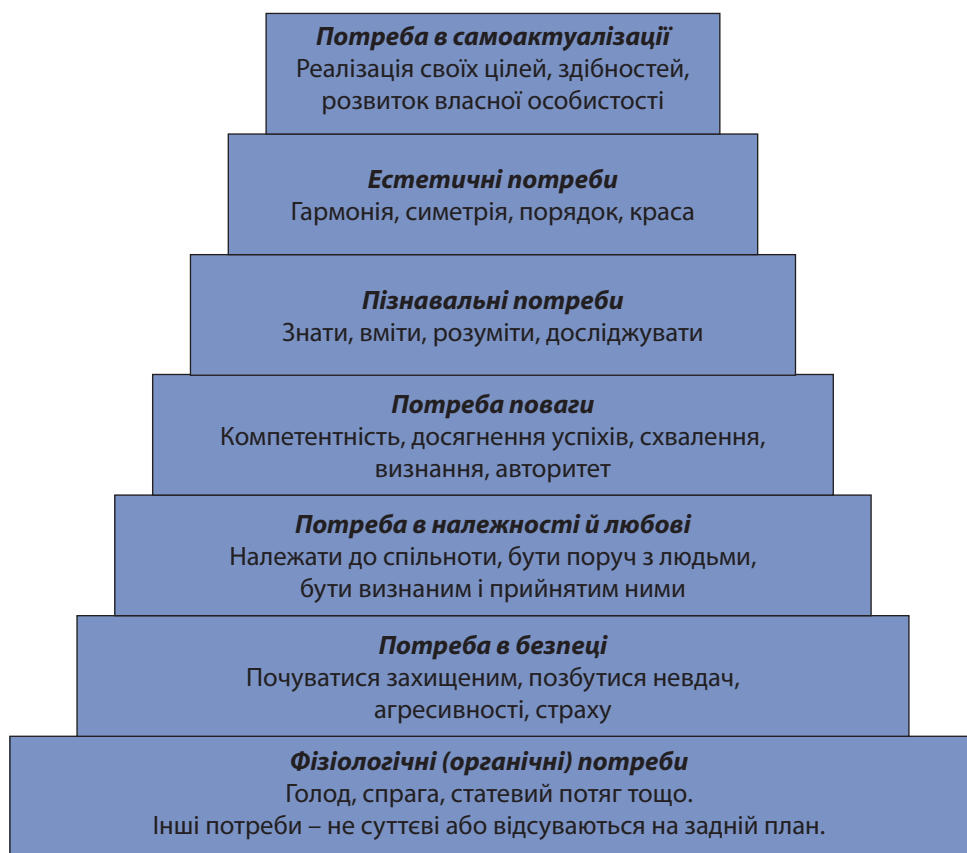 Потреба в самоактуалізації
Реалізація своїх цілей, здібностей,
розвиток власної особистості
Естетичні потреби
Гармонія, симетрія, порядок, краса
Пізнавальні потреби
Знати, вміти, розуміти, досліджувати
Потреба поваги
Компетентність, досягнення успіхів, схвалення,
визнання, авторитет
Потреба в належності й любові
Належати до спільноти, бути поруч з людьми,
бути визнаним і прийнятим ними
Потреба в безпеці
Почуватися захищеним, позбутися невдач,
агресивності, страху
Фізіологічні (органічні) потреби
Голод, спрага, статевий потяг тощо.
Інші потреби – не суттєві або відсуваються на задній план.